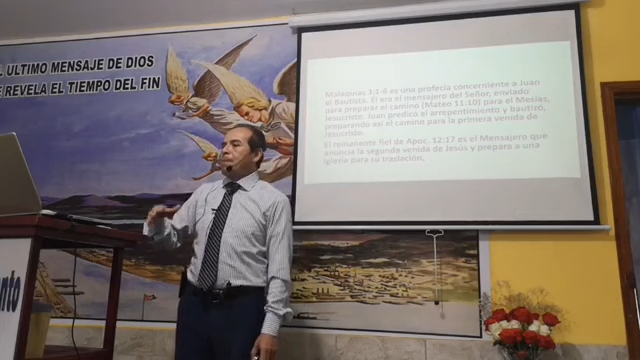 L ULTIMO MENSAJE DE DIOS
E REVELA EL TIEMPO DEL FIN
Malaquias 3:1-6 es una profecía concerniente a Juan
el Bautista. Él era el mensajero del Señor, enviado
para preparar el camino (Mateo 11:10) para el Mesías,
Jesucristo. Juan predicó el arrepentimiento y bautizó,
preparando así el camino para la primera venida de
Jesucristo.
El remanente fiel de Apoc. 12:17 es el Mensajero que
anuncia la segunda venida de Jesús y prepara a una
iglesia para su traslación,
nto